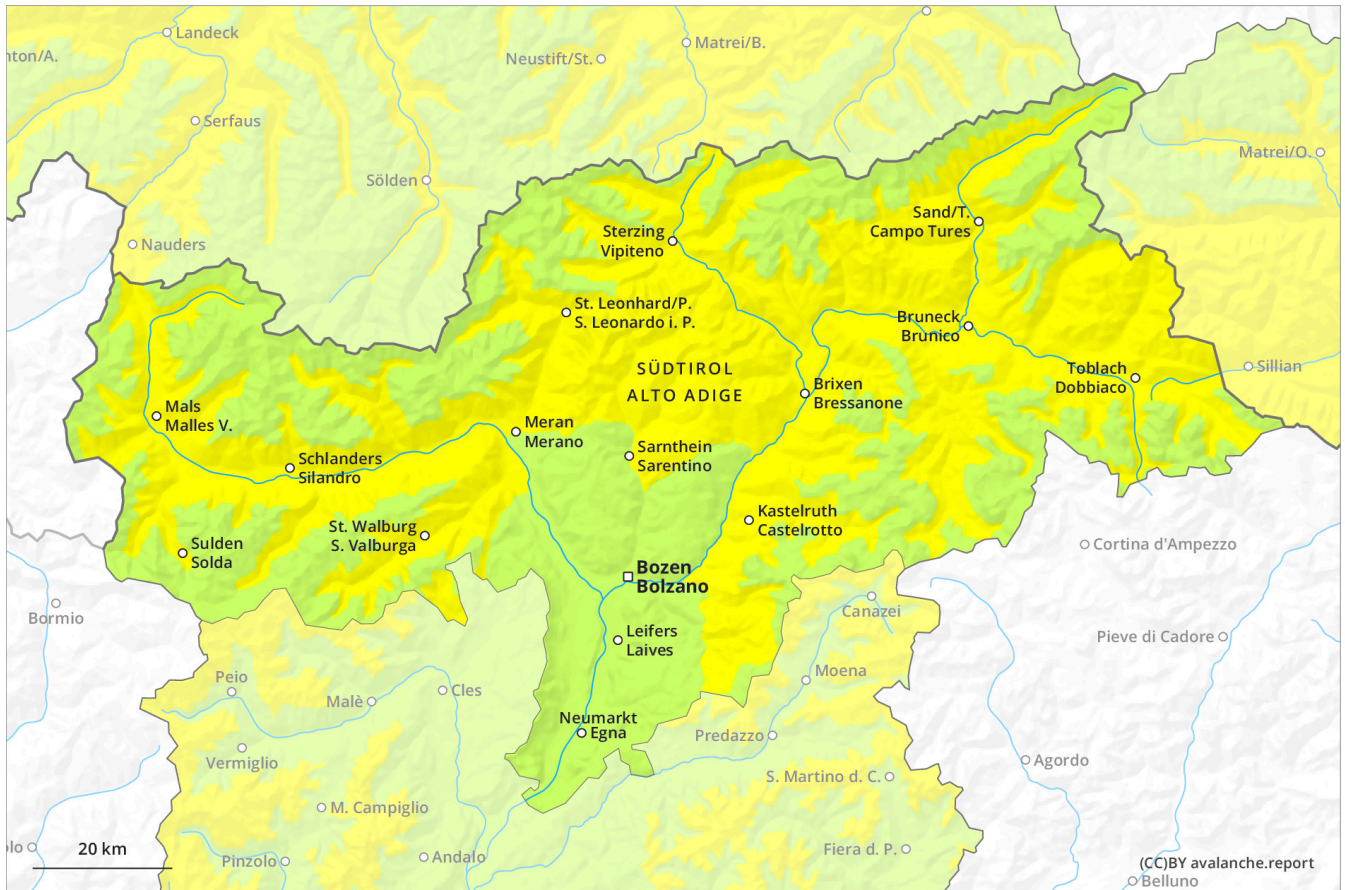 Landeck
nton/A.
Matrei/B.
Neustift/St.
Serfaus
Matrei/O.
Sölden
Nauders
Sand/T.
Campo Tures
Sterzing
Vipiteno
St. Leonhard/P.
S. Leonardo i. P.
Bruneck
Brunico
SÜDTIROL
ALTO ADIGE
Toblach
Dobbiaco
Sillian
Brixen
Bressanone
Mals
Malles V.
Meran
Merano
Sarnthein
Sarentino
Schlanders
Silandro
Kastelruth
Castelrotto
St. Walburg
S. Valburga
Sulden
Solda
Cortina d'Ampezzo
Bozen
Bolzano
Bormio
Canazei
Leifers
Laives
Pieve di Cadore
Peio
Moena
Malè
Cles
Neumarkt
Egna
Predazzo
Vermiglio
Agordo
S. Martino d. C.
M. Campiglio
olo
20 km
Pinzolo
Andalo
Fiera d. P.
(CC)BY avalanche.report
Belluno